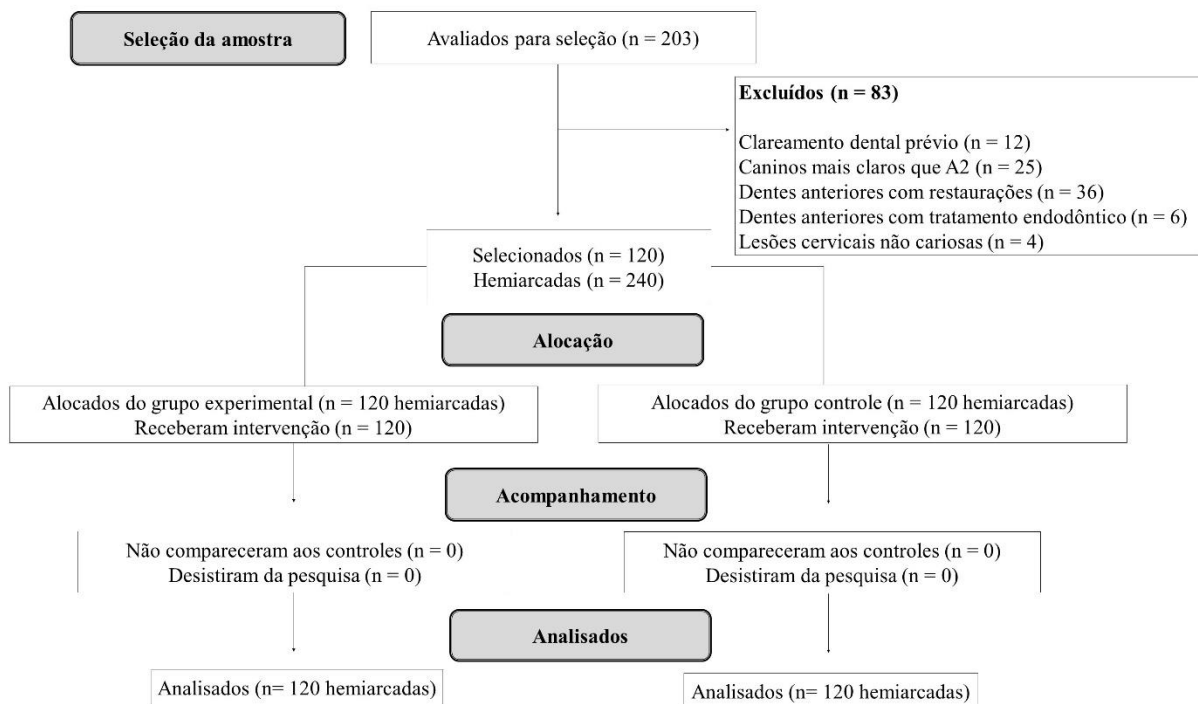 Seleção da amostra
Avaliados para seleção (n = 203)
Excluídos (n = 83)
Clareamento dental prévio (n = 12)
Caninos mais claros que A2 (n = 25)
Dentes anteriores com restaurações (n = 36)
Dentes anteriores com tratamento endodôntico (n = 6)
Lesões cervicais não cariosas (n = 4)
Selecionados (n = 120)
Hemiarcadas (n = 240)
Alocação
Alocados do grupo experimental (n = 120 hemiarcadas)
Receberam intervenção (n = 120)
Alocados do grupo controle (n = 120 hemiarcadas)
Receberam intervenção (n = 120)
Acompanhamento
Não compareceram aos controles (n = 0)
Desistiram da pesquisa (n = 0)
Não compareceram aos controles (n = 0)
Desistiram da pesquisa (n = 0)
Analisados
Analisados (n= 120 hemiarcadas)
Analisados (n= 120 hemiarcadas)